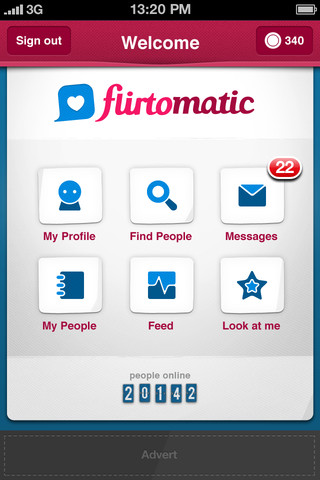 3G 13:20 PM
Sign out Welcome 340
flirtomatic
22
My Profile Find People Messages
My People Feed Look at me
people online
20142
Advert